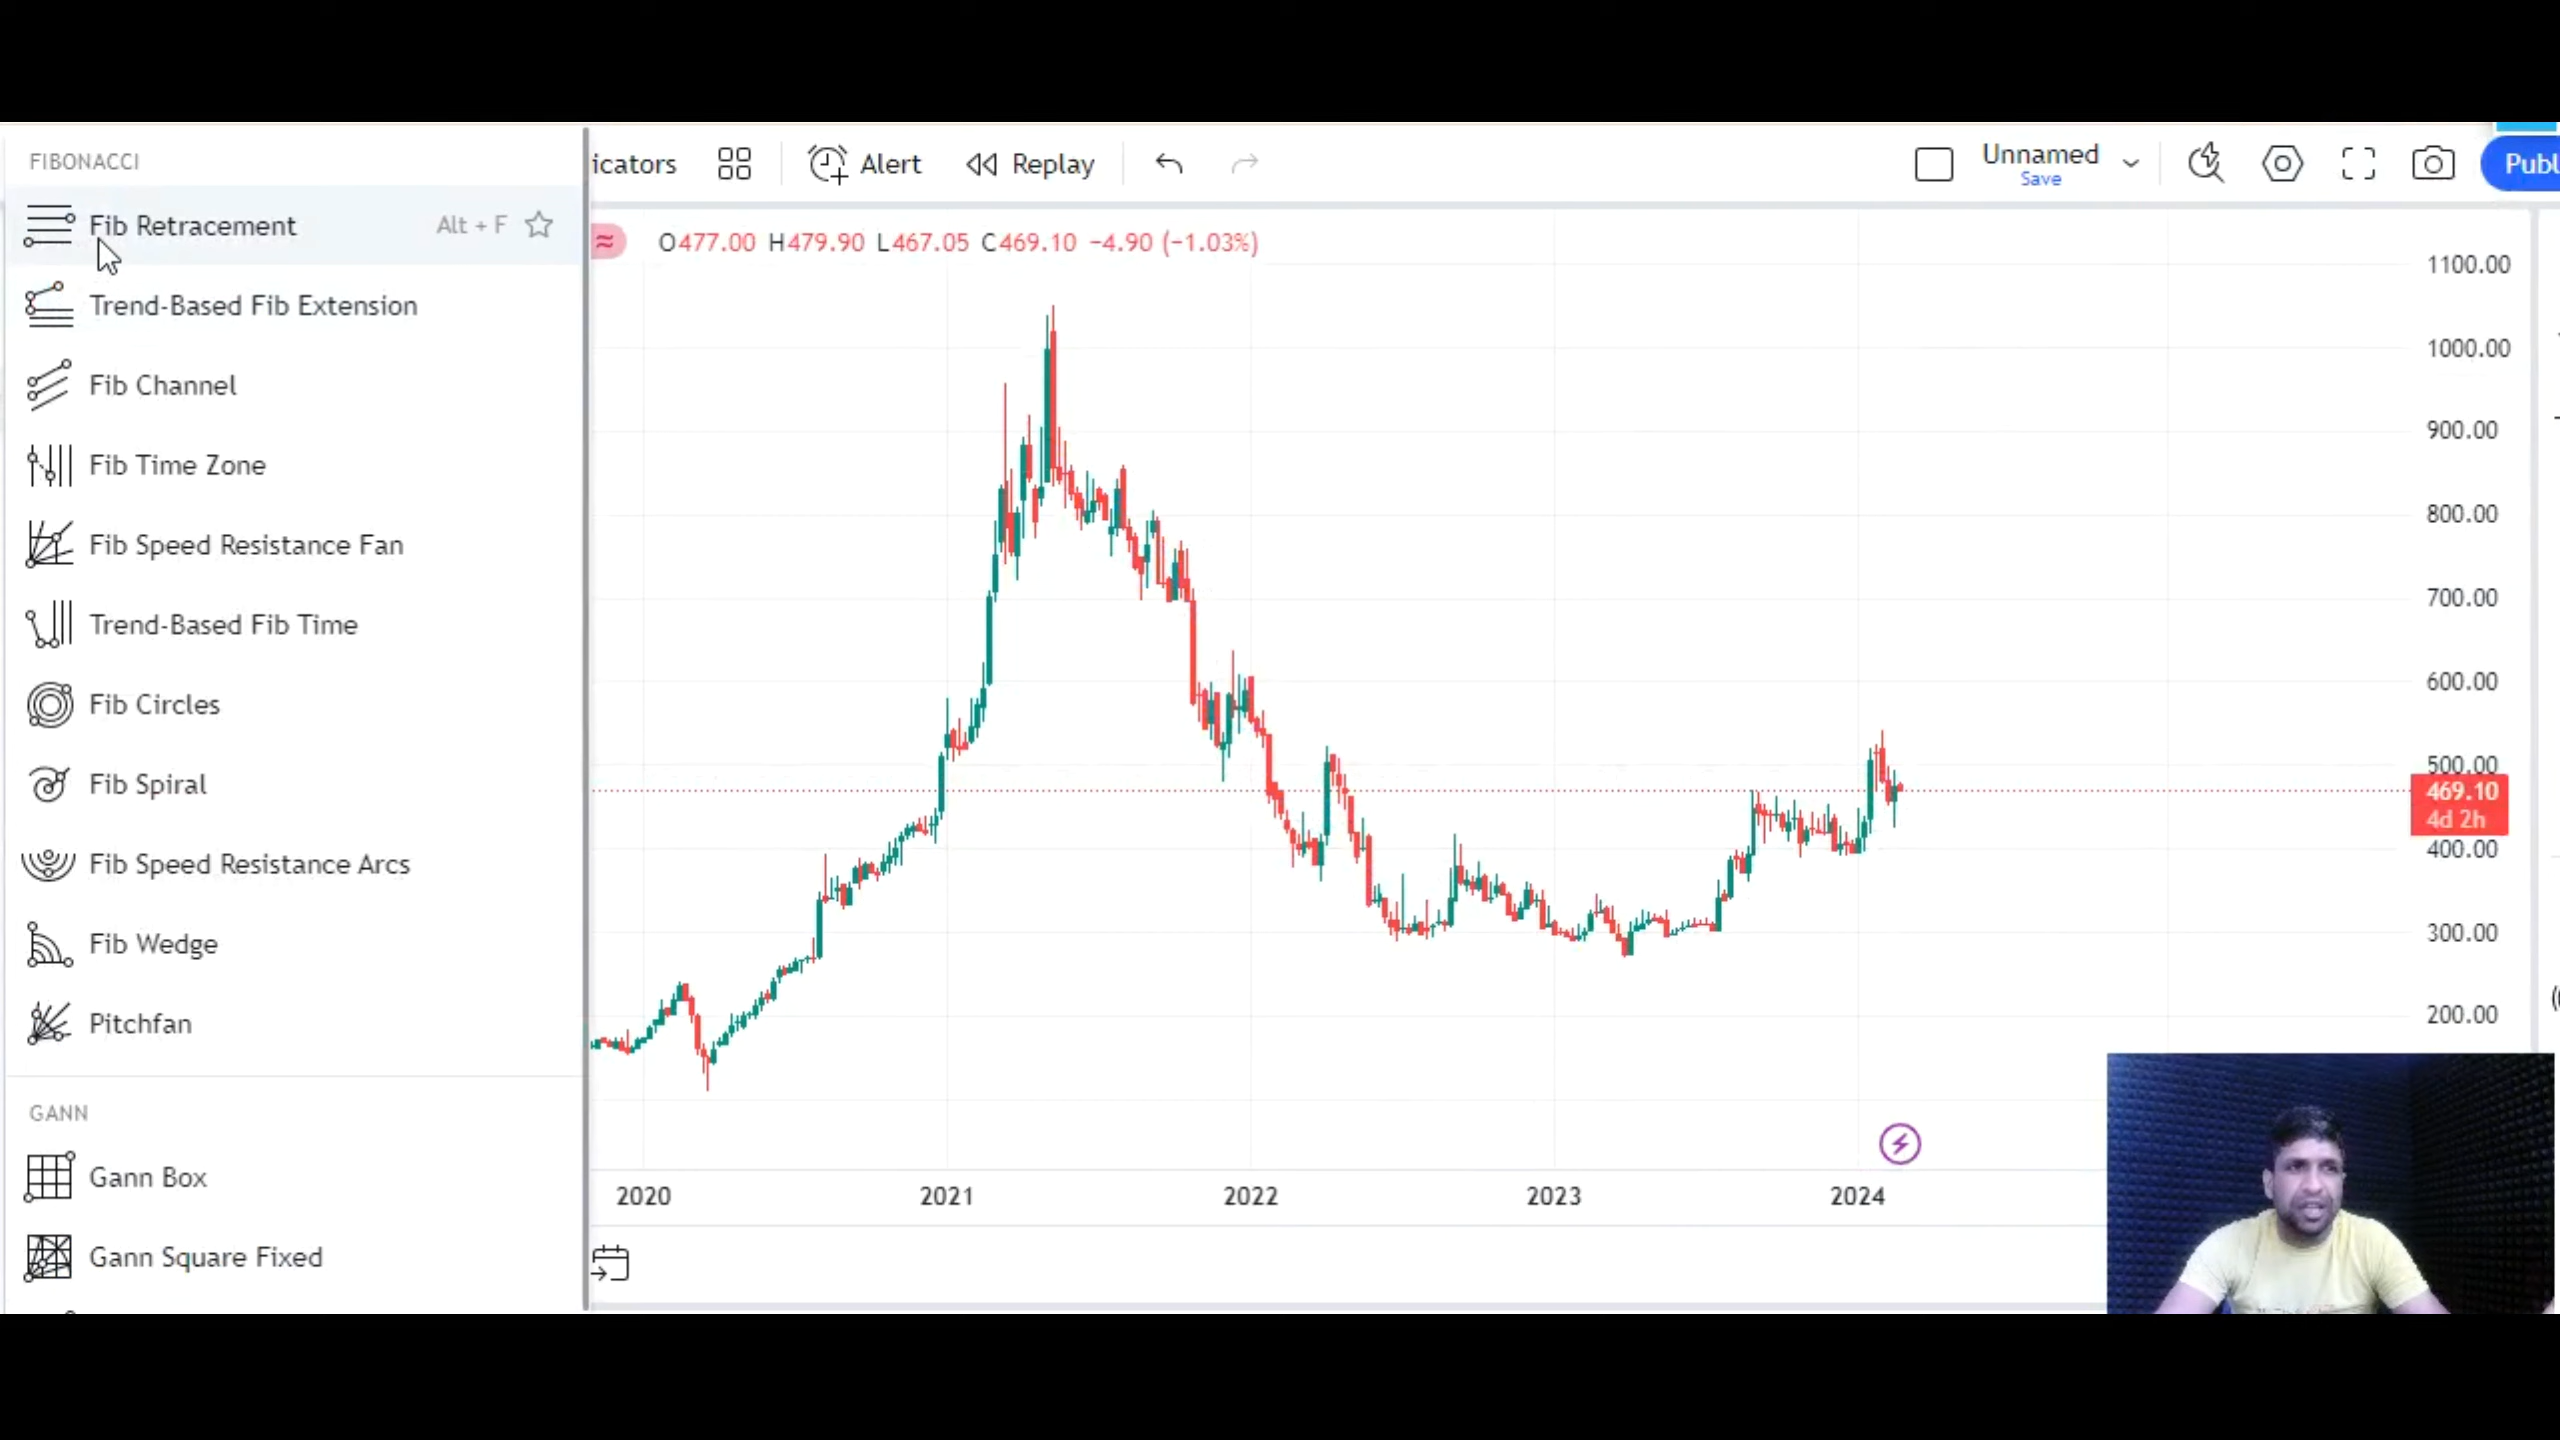 FIBONACCI
Fib Retracement Alt + F
Trend-Based Fib Extension
Fib Channel
Fib Time Zone
Fib Speed Resistance Fan
Trend-Based Fib Time
Fib Circles
Fib Spiral
Fib Speed Resistance Arcs
Fib Wedge
Pitchfan
GANN
Gann Box
Gann Square Fixed
icators
Alert
Replay
Unnamed
Save
Publ
O477.00 H479.90 L467.05 C469.10 −4.90 (−1.03%)
1100.00
1000.00
900.00
800.00
700.00
600.00
500.00
469.10
4d 2h
400.00
300.00
200.00
2020 2021 2022 2023 2024